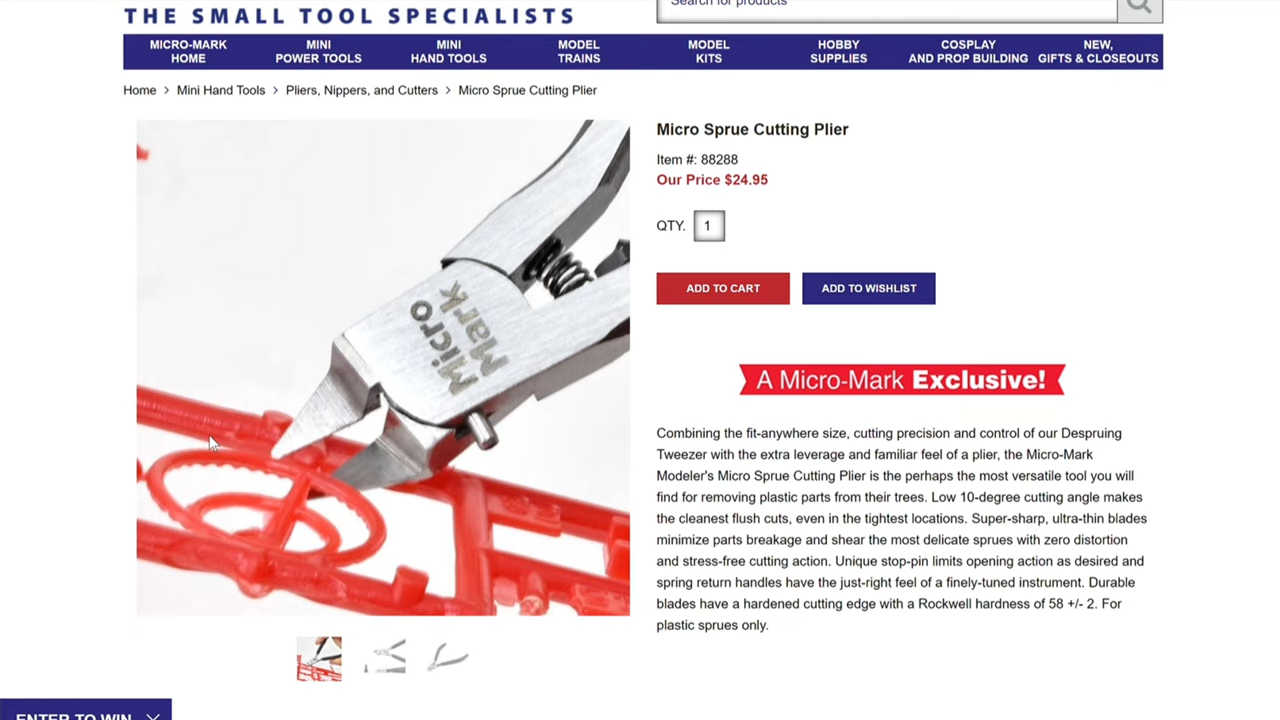 THE SMALL TOOL SPECIALISTS
Search for products
MICRO-MARK
HOME
MINI
POWER TOOLS
MINI
HAND TOOLS
MODEL
TRAINS
MODEL
KITS
HOBBY
SUPPLIES
COSPLAY
AND PROP BUILDING
NEW,
GIFTS & CLOSEOUTS
Home > Mini Hand Tools > Pliers, Nippers, and Cutters > Micro Sprue Cutting Plier
Micro
Mark
Micro Sprue Cutting Plier
Item #: 88288
Our Price $24.95
QTY. 1
ADD TO CART
ADD TO WISHLIST
A Micro-Mark Exclusive!
Combining the fit-anywhere size, cutting precision and control of our Despruing
Tweezer with the extra leverage and familiar feel of a plier, the Micro-Mark
Modeler's Micro Sprue Cutting Plier is the perhaps the most versatile tool you will
find for removing plastic parts from their trees. Low 10-degree cutting angle makes
the cleanest flush cuts, even in the tightest locations. Super-sharp, ultra-thin blades
minimize parts breakage and shear the most delicate sprues with zero distortion
and stress-free cutting action. Unique stop-pin limits opening action as desired and
spring return handles have the just-right feel of a finely-tuned instrument. Durable
blades have a hardened cutting edge with a Rockwell hardness of 58 +/- 2. For
plastic sprues only.
ENTER TO WIN